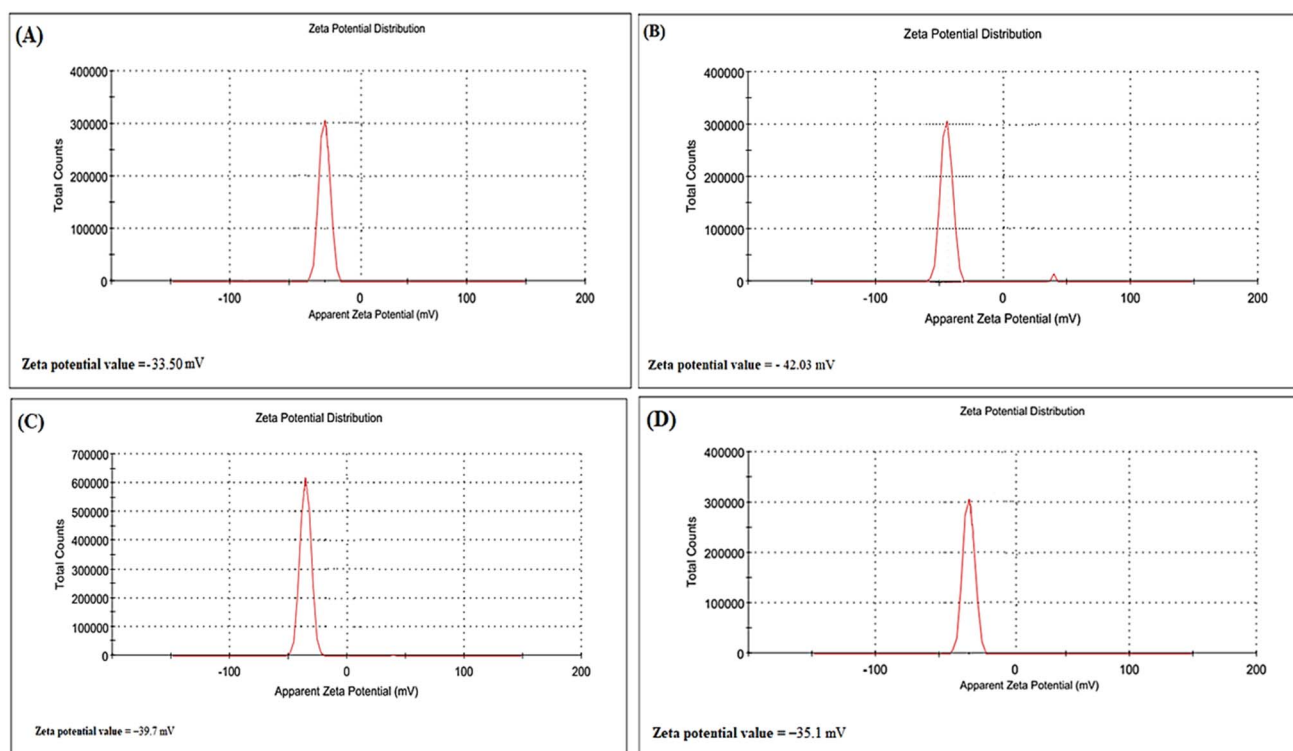 (A)
Zeta Potential Distribution
400000
300000
200000
100000
0
Total Counts
-100 0 100 200
Apparent Zeta Potential (mV)
Zeta potential value =-33.50 mV
(B)
Zeta Potential Distribution
400000
300000
200000
100000
0
Total Counts
-100 0 100 200
Apparent Zeta Potential (mV)
Zeta potential value = - 42.03 mV
(C)
Zeta Potential Distribution
700000
600000
500000
400000
300000
200000
100000
0
Total Counts
-100 0 100 200
Apparent Zeta Potential (mV)
Zeta potential value = –39.7 mV
(D)
Zeta Potential Distribution
400000
300000
200000
100000
0
Total Counts
-100 0 100 200
Apparent Zeta Potential (mV)
Zeta potential value = –35.1 mV